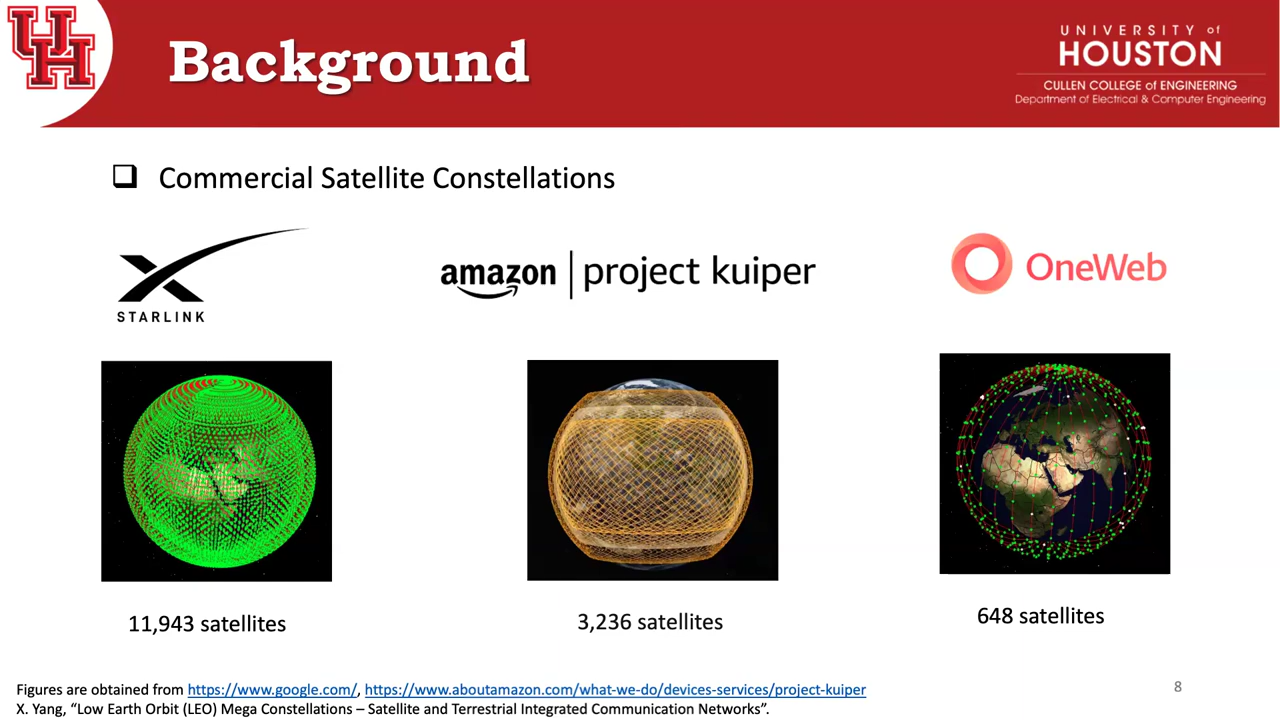 UH
Background
UNIVERSITY of
HOUSTON
CULLEN COLLEGE of ENGINEERING
Department of Electrical & Computer Engineering
Commercial Satellite Constellations
STARLINK
amazon | project kuiper
OneWeb
11,943 satellites
3,236 satellites
648 satellites
Figures are obtained from https://www.google.com/, https://www.aboutamazon.com/what-we-do/devices-services/project-kuiper
X. Yang, “Low Earth Orbit (LEO) Mega Constellations – Satellite and Terrestrial Integrated Communication Networks”.
8